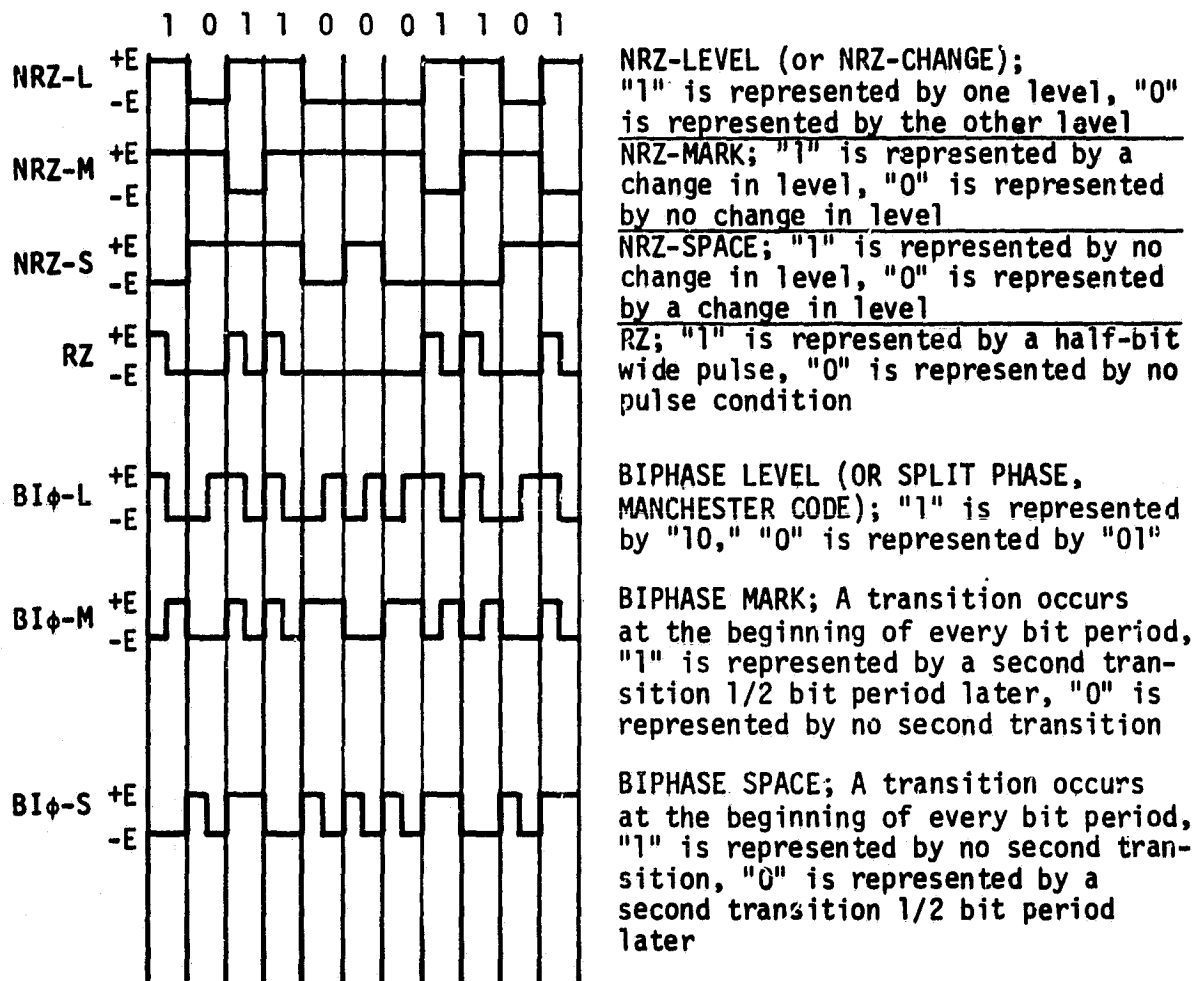 1 0 1 1 0 0 0 1 1 0 1
NRZ-L +E -E
NRZ-LEVEL (or NRZ-CHANGE);
"1" is represented by one level, "0"
is represented by the other level
NRZ-M +E -E
NRZ-MARK; "1" is represented by a
change in level, "0" is represented
by no change in level
NRZ-S +E -E
NRZ-SPACE; "1" is represented by no
change in level, "0" is represented
by a change in level
RZ +E -E
RZ; "1" is represented by a half-bit
wide pulse, "0" is represented by no
pulse condition
BIφ-L +E -E
BIPHASE LEVEL (OR SPLIT PHASE,
MANCHESTER CODE); "1" is represented
by "10," "0" is represented by "01"
BIφ-M +E -E
BIPHASE MARK; A transition occurs
at the beginning of every bit period,
"1" is represented by a second tran-
sition 1/2 bit period later, "0" is
represented by no second transition
BIφ-S +E -E
BIPHASE SPACE; A transition occurs
at the beginning of every bit period,
"1" is represented by no second tran-
sition, "0" is represented by a
second transition 1/2 bit period
later